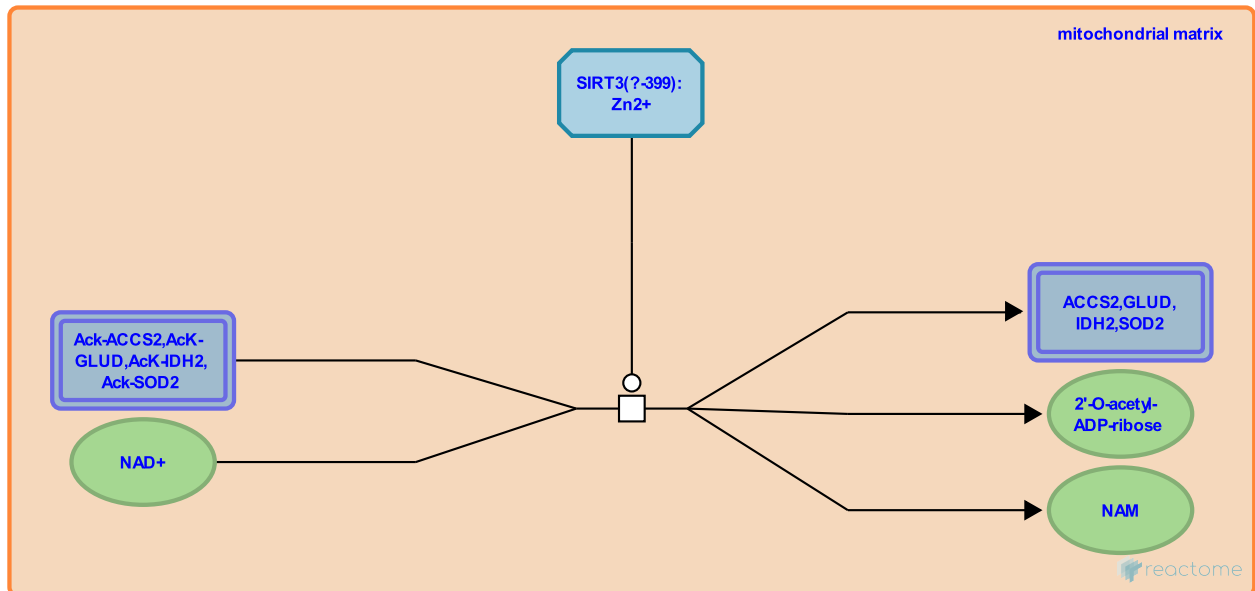 mitochondrial matrix
SIRT3(?-399):
Zn2+
Ack-ACCS2,AcK-
GLUD,AcK-IDH2,
Ack-SOD2
NAD+
ACCS2,GLUD,
IDH2,SOD2
2'-O-acetyl-
ADP-ribose
NAM
reactome